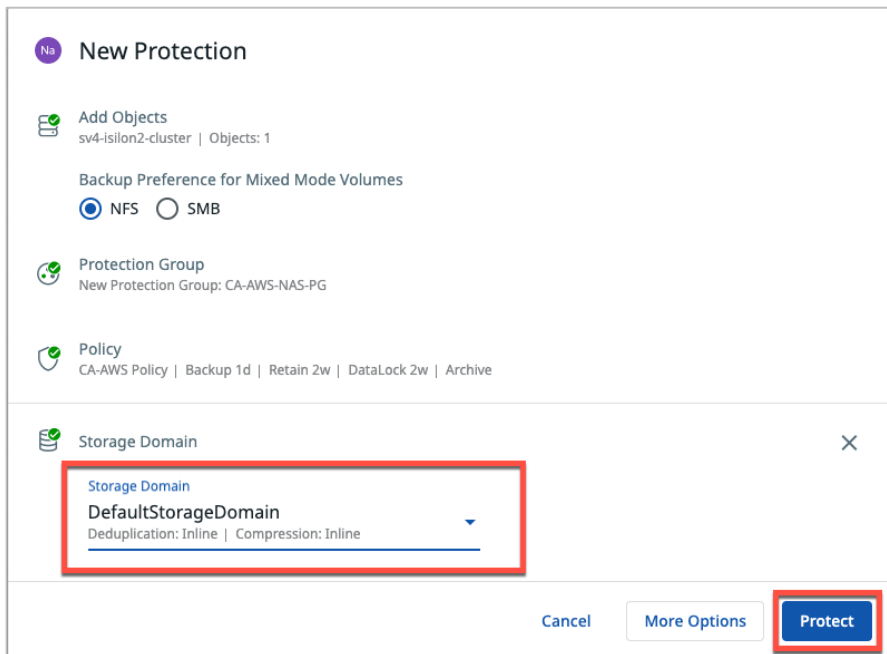 Na New Protection
Add Objects
sv4-isilon2-cluster | Objects: 1
Backup Preference for Mixed Mode Volumes
NFS SMB
Protection Group
New Protection Group: CA-AWS-NAS-PG
Policy
CA-AWS Policy | Backup 1d | Retain 2w | DataLock 2w | Archive
Storage Domain
Storage Domain
DefaultStorageDomain
Deduplication: Inline | Compression: Inline
Cancel More Options Protect